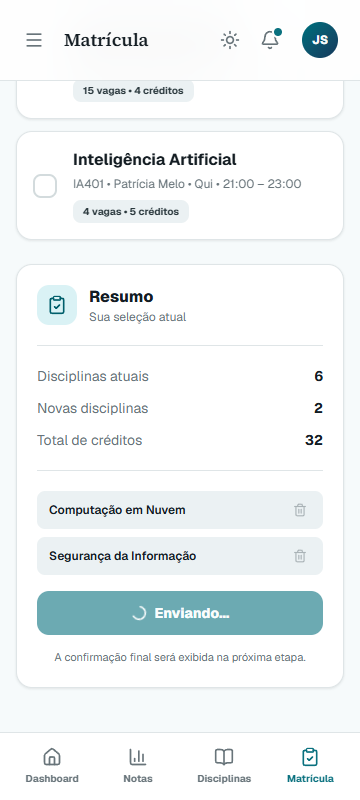 Matrícula
JS
15 vagas • 4 créditos
Inteligência Artificial
IA401 • Patrícia Melo • Qui • 21:00 – 23:00
4 vagas • 5 créditos
Resumo
Sua seleção atual
Disciplinas atuais 6
Novas disciplinas 2
Total de créditos 32
Computação em Nuvem
Segurança da Informação
Enviando...
A confirmação final será exibida na próxima etapa.
Dashboard Notas Disciplinas Matrícula